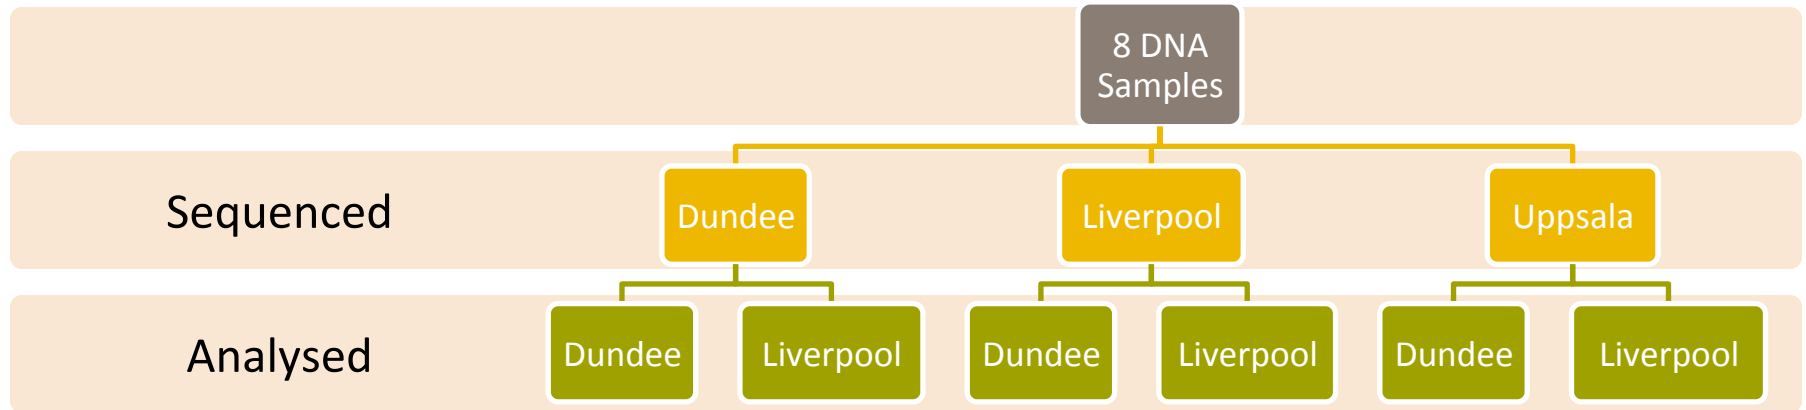 8 DNA
Samples
Sequenced
Dundee
Liverpool
Uppsala
Analysed
Dundee
Liverpool
Dundee
Liverpool
Dundee
Liverpool